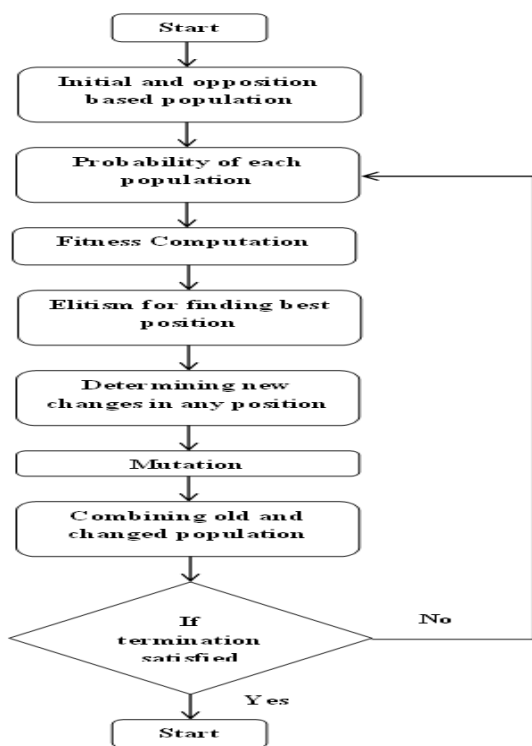 Start
Initial and opposition
based population
Probability of each
population
Fitness Computation
Elitism for finding best
position
Determining new
changes in any position
Mutation
Combining old and
changed population
If
termination
satisfied
No
Yes
Start